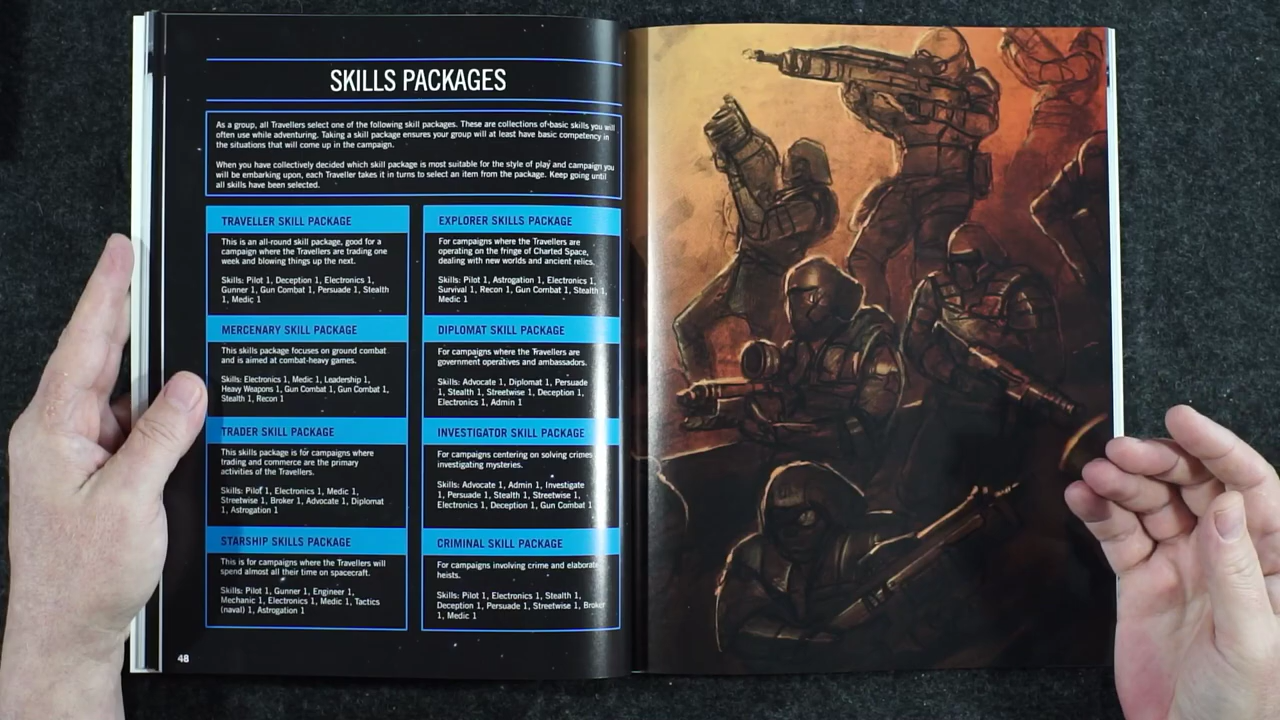 SKILLS PACKAGES
As a group, all Travellers select one of the following skill packages. These are collections of basic skills you will
often use while adventuring. Taking a skill package ensures your group will at least have basic competency in
the situations that will come up in the campaign.
When you have collectively decided which skill package is most suitable for the style of play and campaign you
will be embarking upon, each Traveller takes it in turns to select an item from the package. Keep going until
all skills have been selected.
TRAVELLER SKILL PACKAGE
This is an all-round skill package, good for a
campaign where the Travellers are trading one
week and blowing things up the next.
Skills: Pilot 1, Deception 1, Electronics 1,
Gunner 1, Gun Combat 1, Persuade 1, Stealth
1, Medic 1
MERCENARY SKILL PACKAGE
This skills package focuses on ground combat
and is aimed at combat-heavy games.
Skills: Electronics 1, Medic 1, Leadership 1,
Heavy Weapons 1, Gun Combat 1, Gun Combat 1,
Stealth 1, Recon 1
TRADER SKILL PACKAGE
This skills package is for campaigns where
trading and commerce are the primary
activities of the Travellers.
Skills: Pilot 1, Electronics 1, Medic 1,
Streetwise 1, Broker 1, Advocate 1, Diplomat
1, Astrogation 1
STARSHIP SKILLS PACKAGE
This is for campaigns where the Travellers will
spend almost all their time on spacecraft.
Skills: Pilot 1, Gunner 1, Engineer 1,
Mechanic 1, Electronics 1, Medic 1, Tactics
(naval) 1, Astrogation 1
EXPLORER SKILLS PACKAGE
For campaigns where the Travellers are
operating on the fringe of Charted Space,
dealing with new worlds and ancient relics.
Skills: Pilot 1, Astrogation 1, Electronics 1,
Survival 1, Recon 1, Gun Combat 1, Stealth 1,
Medic 1
DIPLOMAT SKILL PACKAGE
For campaigns where the Travellers are
government operatives and ambassadors.
Skills: Advocate 1, Diplomat 1, Persuade
1, Stealth 1, Streetwise 1, Deception 1,
Electronics 1, Admin 1
INVESTIGATOR SKILL PACKAGE
For campaigns centering on solving crimes
investigating mysteries.
Skills: Advocate 1, Admin 1, Investigate
1, Persuade 1, Stealth 1, Streetwise 1,
Electronics 1, Deception 1, Gun Combat 1
CRIMINAL SKILL PACKAGE
For campaigns involving crime and elaborate
heists.
Skills: Pilot 1, Electronics 1, Stealth 1,
Deception 1, Persuade 1, Streetwise 1, Broker
1, Medic 1
48